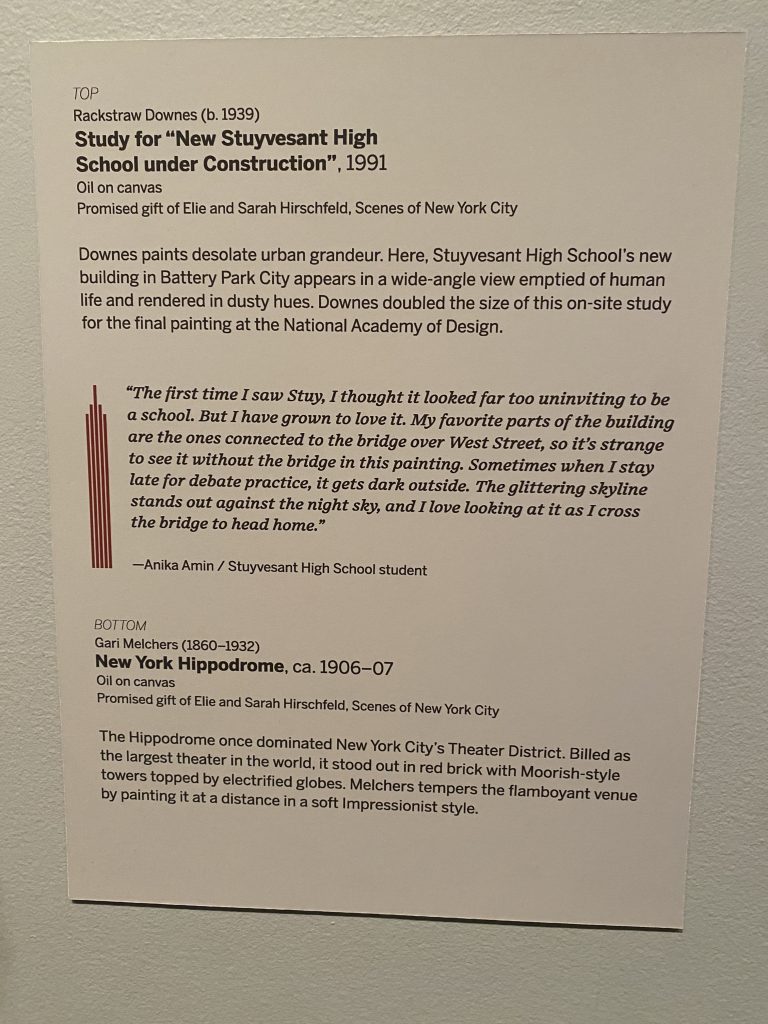 TOP
Rackstraw Downes (b. 1939)
Study for “New Stuyvesant High
School under Construction”, 1991
Oil on canvas
Promised gift of Elie and Sarah Hirschfeld, Scenes of New York City
Downes paints desolate urban grandeur. Here, Stuyvesant High School’s new
building in Battery Park City appears in a wide-angle view emptied of human
life and rendered in dusty hues. Downes doubled the size of this on-site study
for the final painting at the National Academy of Design.
“The first time I saw Stuy, I thought it looked far too uninviting to be
a school. But I have grown to love it. My favorite parts of the building
are the ones connected to the bridge over West Street, so it’s strange
to see it without the bridge in this painting. Sometimes when I stay
late for debate practice, it gets dark outside. The glittering skyline
stands out against the night sky, and I love looking at it as I cross
the bridge to head home.”
—Anika Amin / Stuyvesant High School student
BOTTOM
Gari Melchers (1860–1932)
New York Hippodrome, ca. 1906–07
Oil on canvas
Promised gift of Elie and Sarah Hirschfeld, Scenes of New York City
The Hippodrome once dominated New York City’s Theater District. Billed as
the largest theater in the world, it stood out in red brick with Moorish-style
towers topped by electrified globes. Melchers tempers the flamboyant venue
by painting it at a distance in a soft Impressionist style.